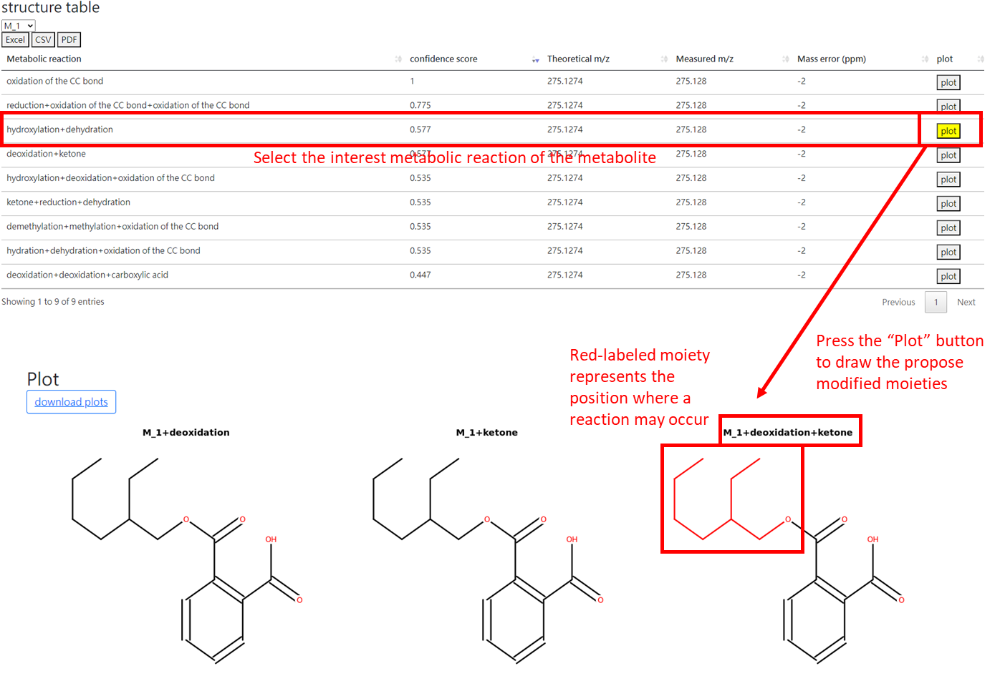 structure table
M_1
Excel CSV PDF
Metabolic reaction confidence score Theoretical m/z Measured m/z Mass error (ppm) plot
oxidation of the CC bond 1 275.1274 275.128 -2 plot
reduction+oxidation of the CC bond+oxidation of the CC bond 0.775 275.1274 275.128 -2 plot
hydroxylation+dehydration 0.577 275.1274 275.128 -2 plot
deoxidation+ketone 0.577 275.1274 275.128 -2 plot
Select the interest metabolic reaction of the metabolite
hydroxylation+deoxidation+oxidation of the CC bond 0.535 275.1274 275.128 -2 plot
ketone+reduction+dehydration 0.535 275.1274 275.128 -2 plot
demethylation+methylation+oxidation of the CC bond 0.535 275.1274 275.128 -2 plot
hydration+dehydration+oxidation of the CC bond 0.535 275.1274 275.128 -2 plot
deoxidation+deoxidation+carboxylic acid 0.447 275.1274 275.128 -2 plot
Showing 1 to 9 of 9 entries Previous 1 Next
Press the “Plot” button
to draw the propose
modified moieties
Red-labeled moiety
represents the
position where a
reaction may occur
Plot
download plots
M_1+deoxidation M_1+ketone M_1+deoxidation+ketone
O O O O O O
OH OH OH
O O O